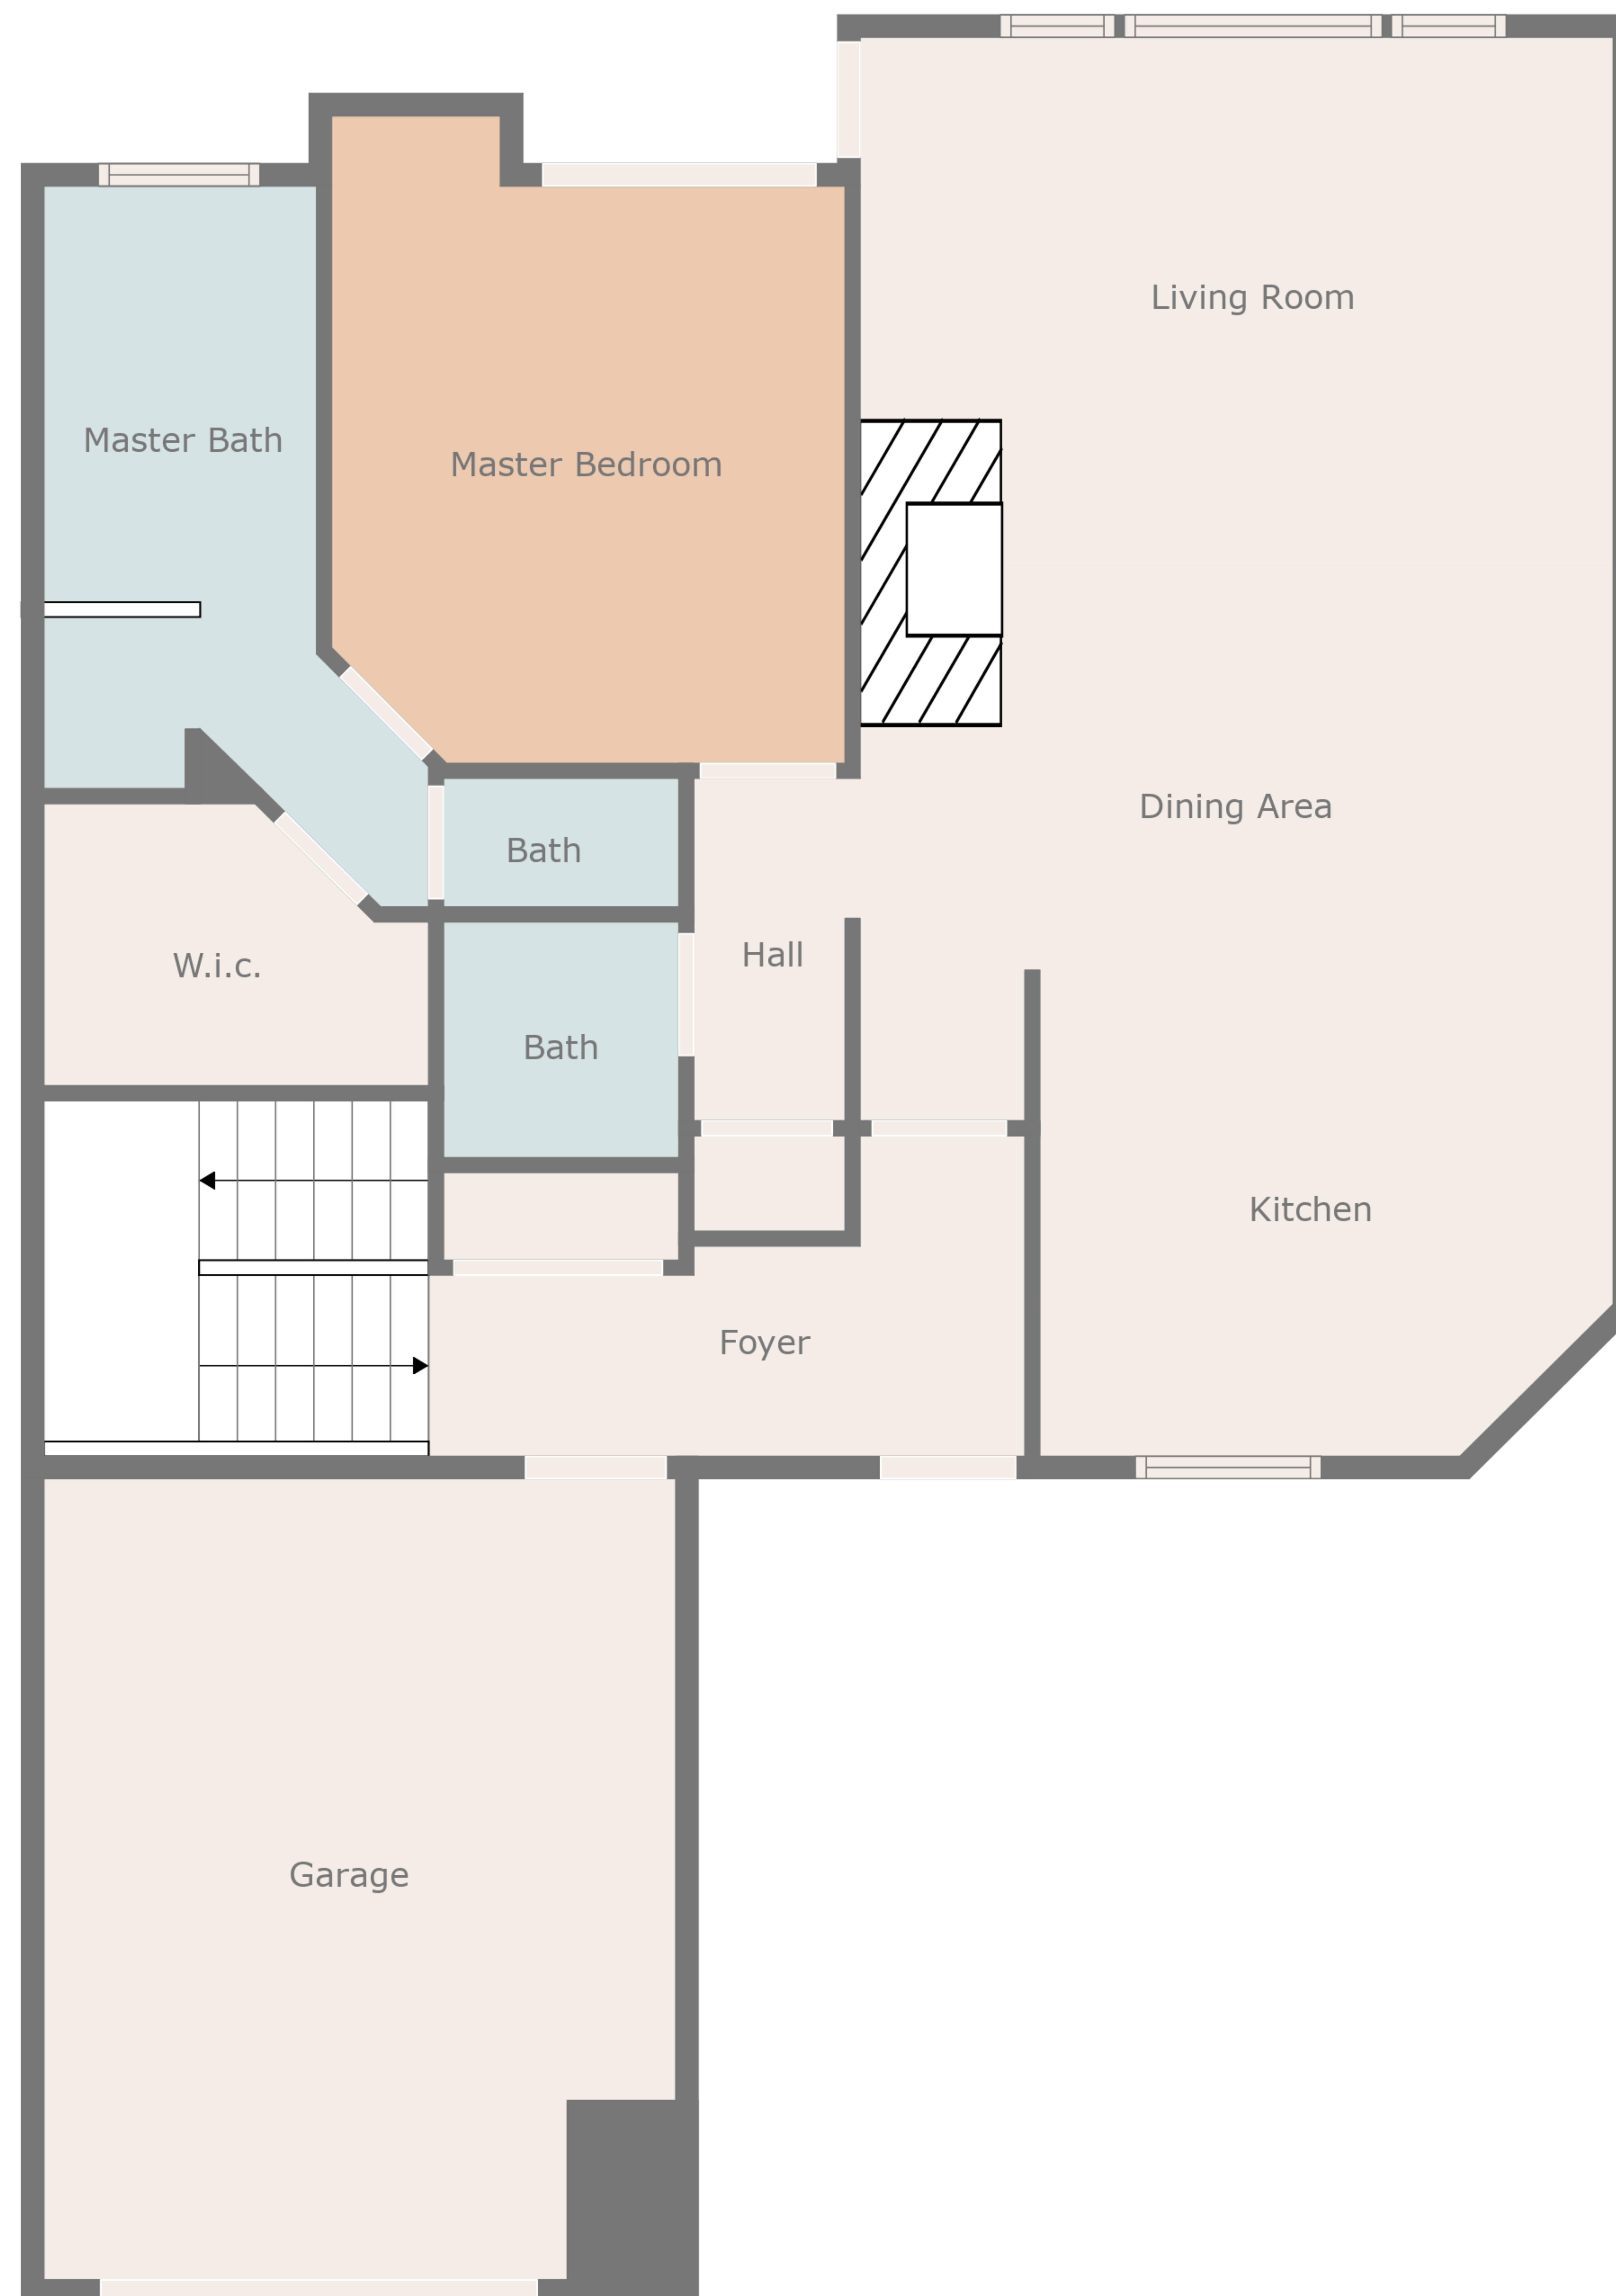 Living Room
Master Bath
Master Bedroom
Dining Area
Bath
Hall
W.i.c.
Bath
Kitchen
Foyer
Garage